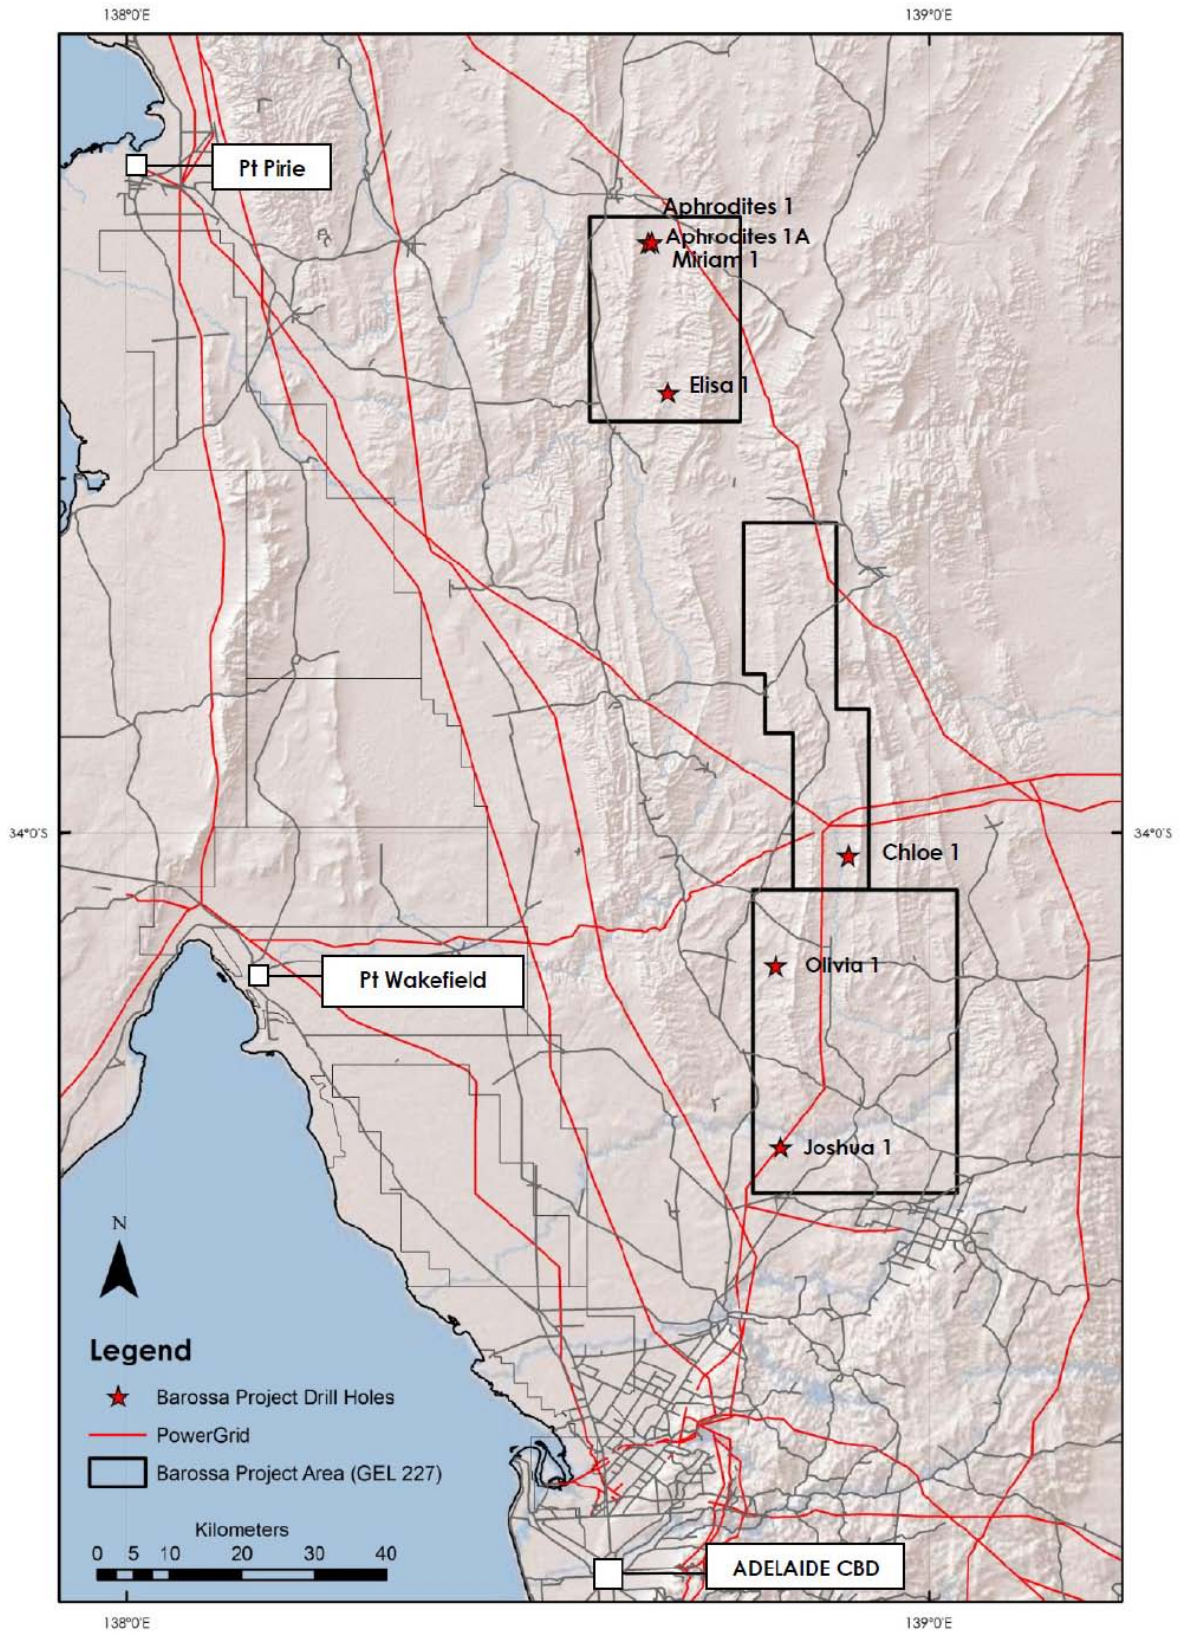 138°0'E
139°0'E
Pt Pirie
Aphrodites 1
Aphrodites 1A
Miriam 1
Elisa 1
34°0'S
34°0'S
Chloe 1
Olivia 1
Pt Wakefield
Joshua 1
N
Legend
Barossa Project Drill Holes
PowerGrid
Barossa Project Area (GEL 227)
Kilometers
0 5 10 20 30 40
ADELAIDE CBD
138°0'E
139°0'E